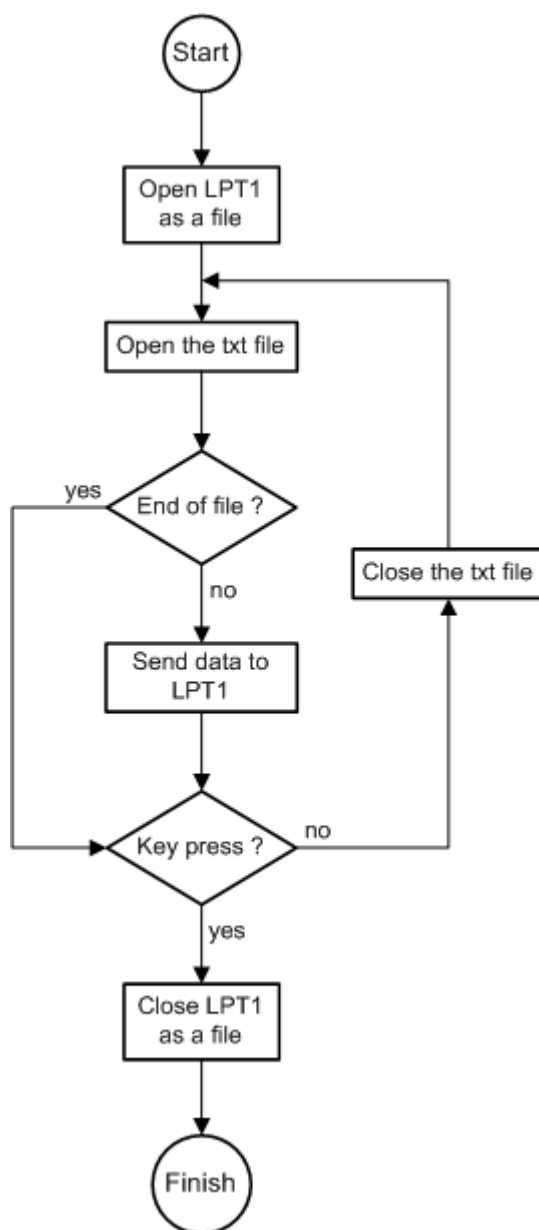 Start
Open LPT1
as a file
Open the txt file
yes
End of file ?
no
Close the txt file
Send data to
LPT1
Key press ?
no
yes
Close LPT1
as a file
Finish